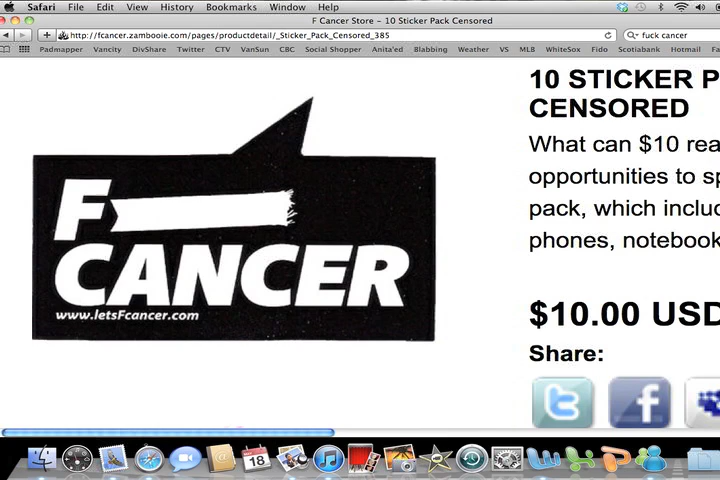 Safari File Edit View History Bookmarks Window Help
F Cancer Store – 10 Sticker Pack Censored
http://fcancer.zambooie.com/pages/productdetail/_Sticker_Pack_Censored_385
fuck cancer
Padmapper Vancity DivShare Twitter CTV VanSun CBC Social Shopper Anita'ed Blabbing Weather VS MLB WhiteSox Fido Scotiabank Hotmail Fa
10 STICKER P
CENSORED
What can $10 rea
opportunities to sp
pack, which includ
phones, notebook
F
CANCER
www.letsFcancer.com
$10.00 USD
Share:
JUL
18